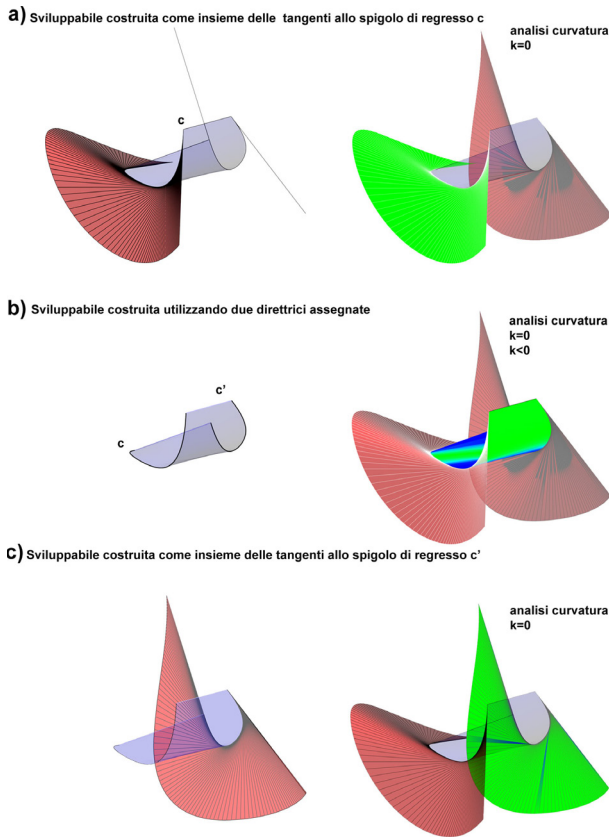 a) Sviluppabile costruita come insieme delle tangenti allo spigolo di regresso c
analisi curvatura
k=0
c
b) Sviluppabile costruita utilizzando due direttrici assegnate
analisi curvatura
k=0
k<0
c'
c
c) Sviluppabile costruita come insieme delle tangenti allo spigolo di regresso c'
analisi curvatura
k=0